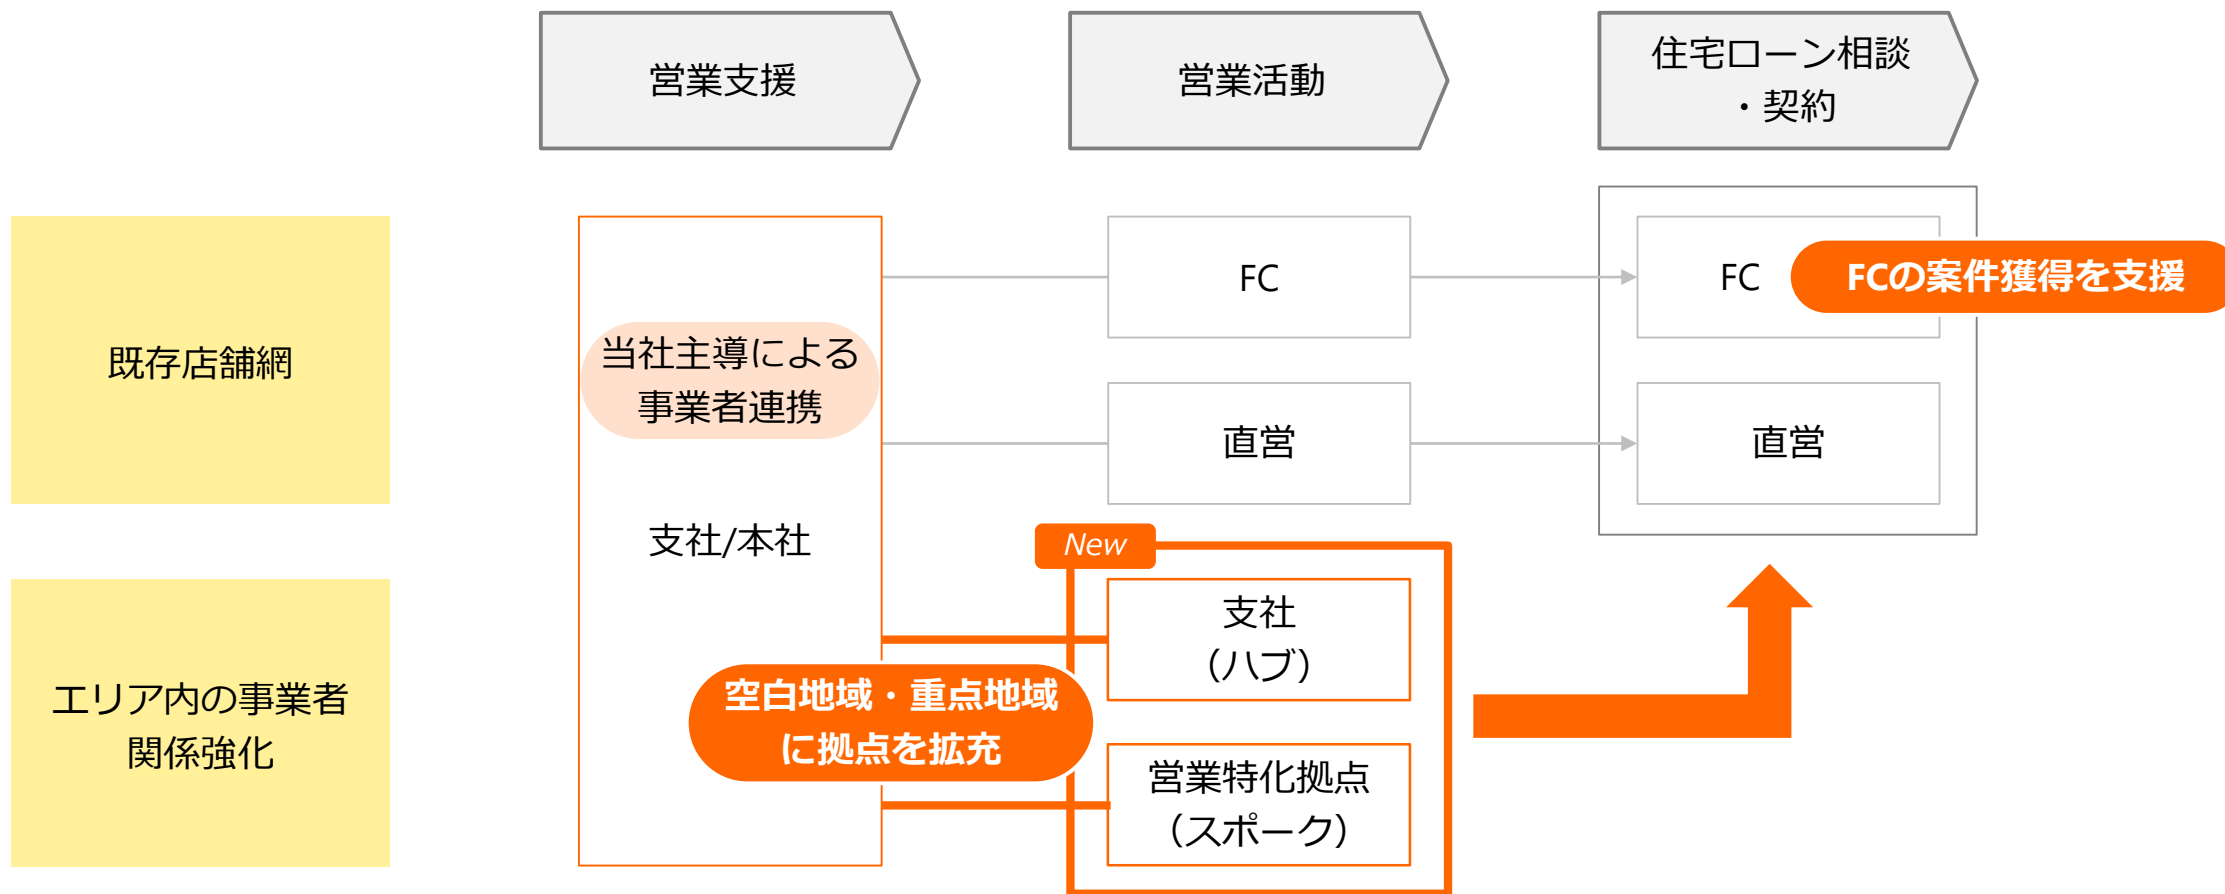 営業支援
営業活動
住宅ローン相談
・契約
既存店舗網
当社主導による
事業者連携
支社/本社
FC
FC
FCの案件獲得を支援
直営
直営
New
エリア内の事業者
関係強化
空白地域・重点地域
に拠点を拡充
支社
（ハブ）
営業特化拠点
（スポーク）